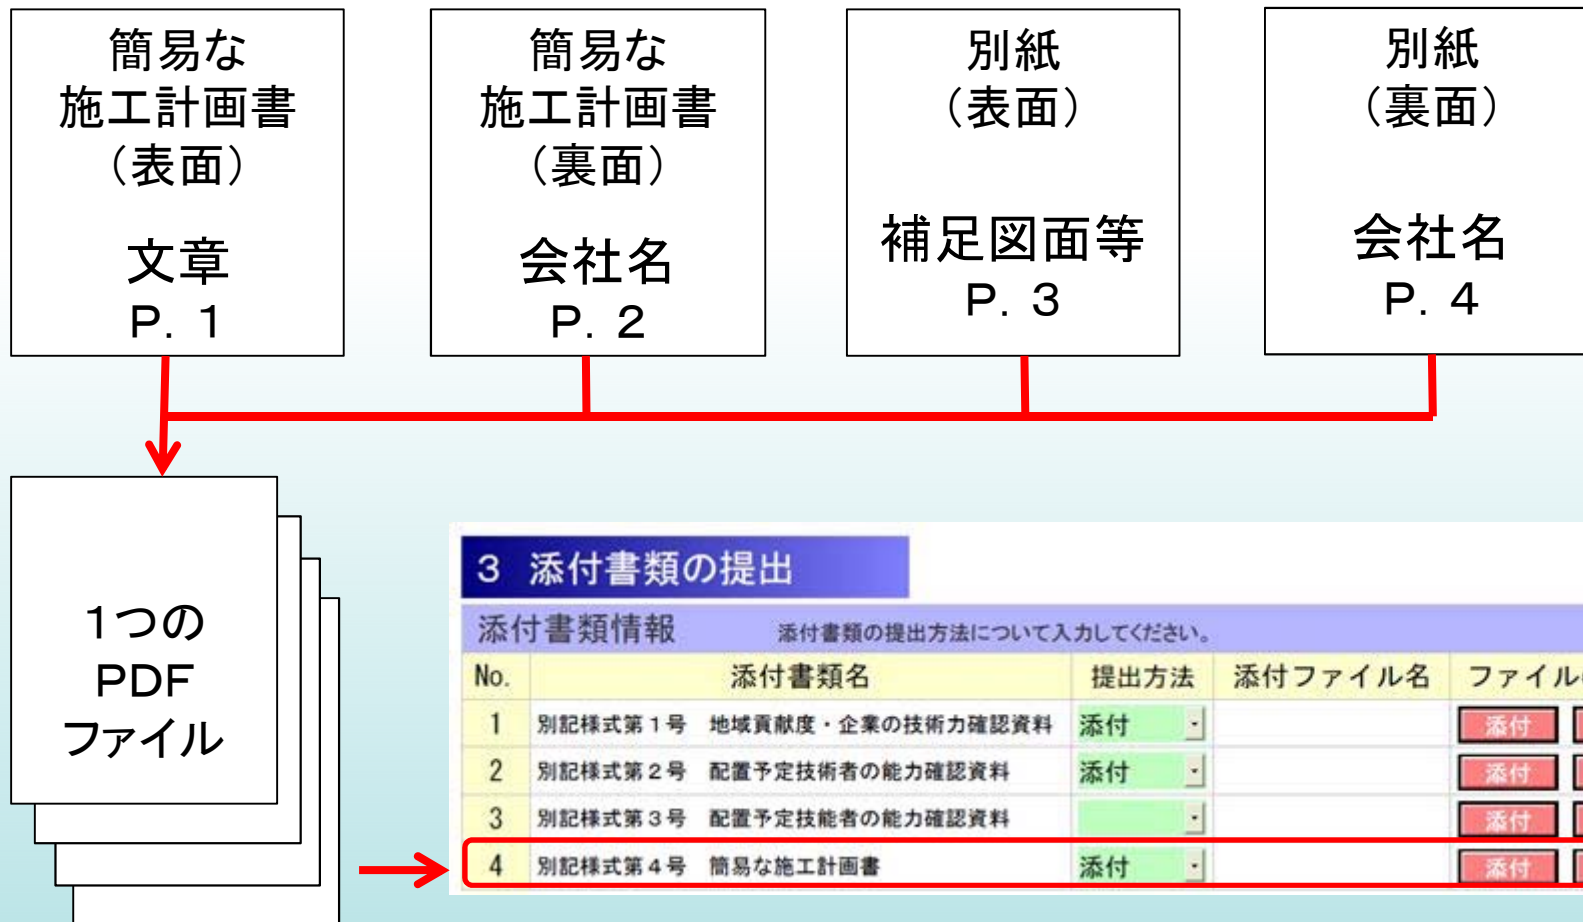 簡易な
施工計画書
（表面）
文章
Ｐ．１
簡易な
施工計画書
（裏面）
会社名
Ｐ．２
別紙
（表面）
補足図面等
Ｐ．３
別紙
（裏面）
会社名
Ｐ．４
１つの
PDF
ファイル
３ 添付書類の提出
添付書類情報 添付書類の提出方法について入力してください。
No. 添付書類名 提出方法 添付ファイル名 ファイル
1 別記様式第１号 地域貢献度・企業の技術力確認資料 添付 添付
2 別記様式第２号 配置予定技術者の能力確認資料 添付 添付
3 別記様式第３号 配置予定技能者の能力確認資料 添付
4 別記様式第４号 簡易な施工計画書 添付 添付